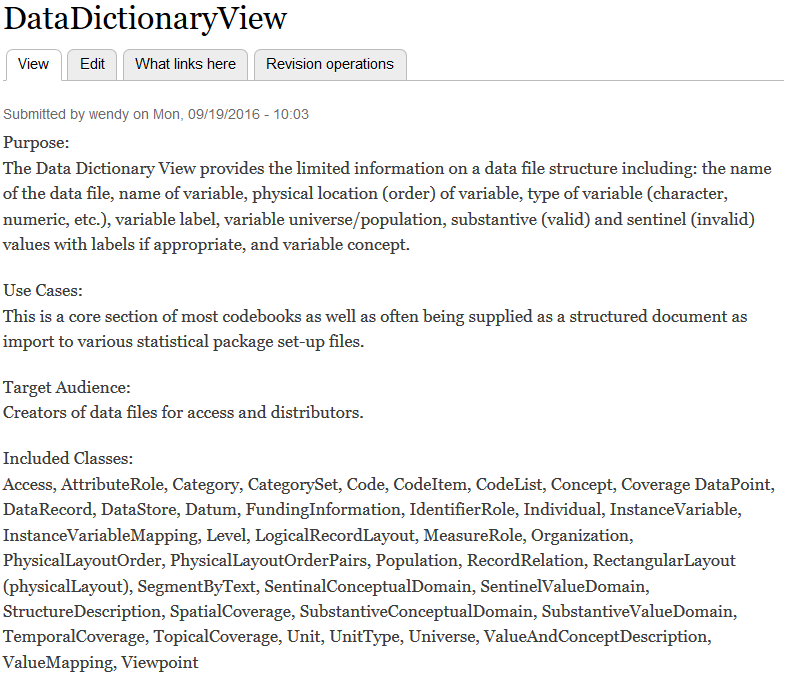 DataDictionaryView
View Edit What links here Revision operations
Submitted by wendy on Mon, 09/19/2016 - 10:03
Purpose:
The Data Dictionary View provides the limited information on a data file structure including: the name
of the data file, name of variable, physical location (order) of variable, type of variable (character,
numeric, etc.), variable label, variable universe/population, substantive (valid) and sentinel (invalid)
values with labels if appropriate, and variable concept.
Use Cases:
This is a core section of most codebooks as well as often being supplied as a structured document as
import to various statistical package set-up files.
Target Audience:
Creators of data files for access and distributors.
Included Classes:
Access, AttributeRole, Category, CategorySet, Code, CodeItem, CodeList, Concept, Coverage DataPoint,
DataRecord, DataStore, Datum, FundingInformation, IdentifierRole, Individual, InstanceVariable,
InstanceVariableMapping, Level, LogicalRecordLayout, MeasureRole, Organization,
PhysicalLayoutOrder, PhysicalLayoutOrderPairs, Population, RecordRelation, RectangularLayout
(physicalLayout), SegmentByText, SentinalConceptualDomain, SentinelValueDomain,
StructureDescription, SpatialCoverage, SubstantiveConceptualDomain, SubstantiveValueDomain,
TemporalCoverage, TopicalCoverage, Unit, UnitType, Universe, ValueAndConceptDescription,
ValueMapping, Viewpoint